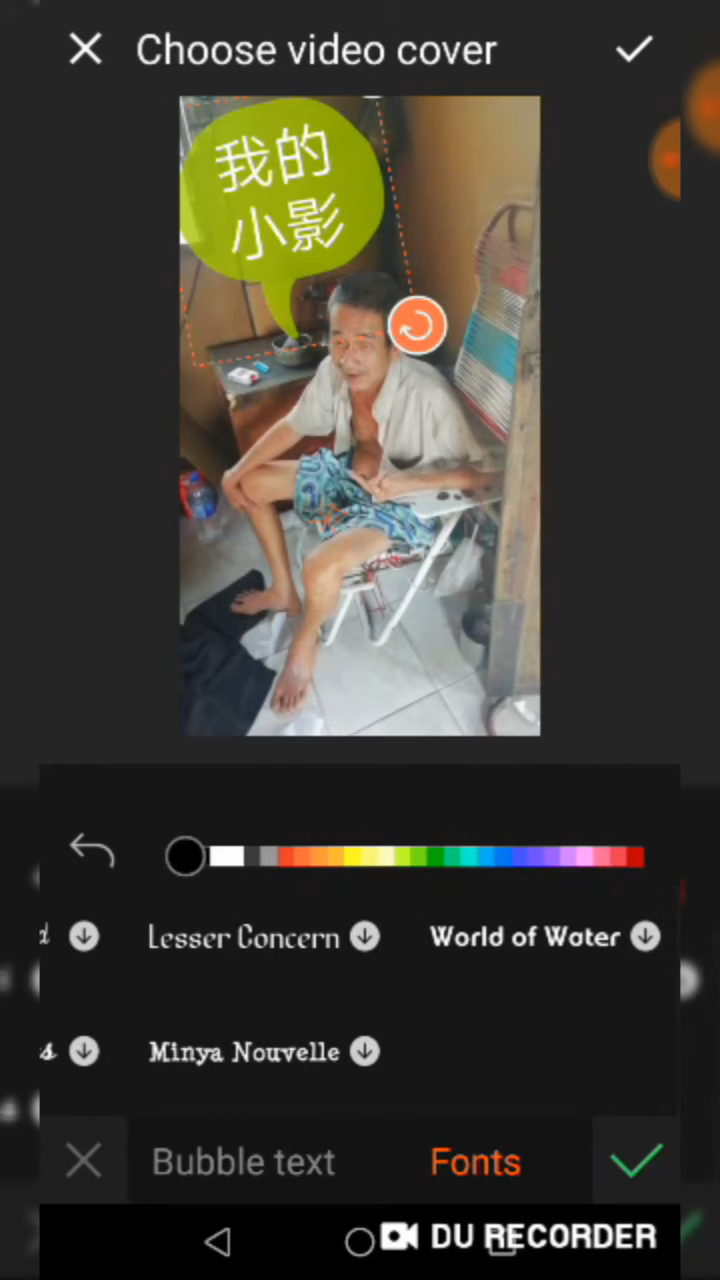 Choose video cover
我的
小影
Lesser Concern
World of Water
Minya Nouvelle
Bubble text
Fonts
DU RECORDER